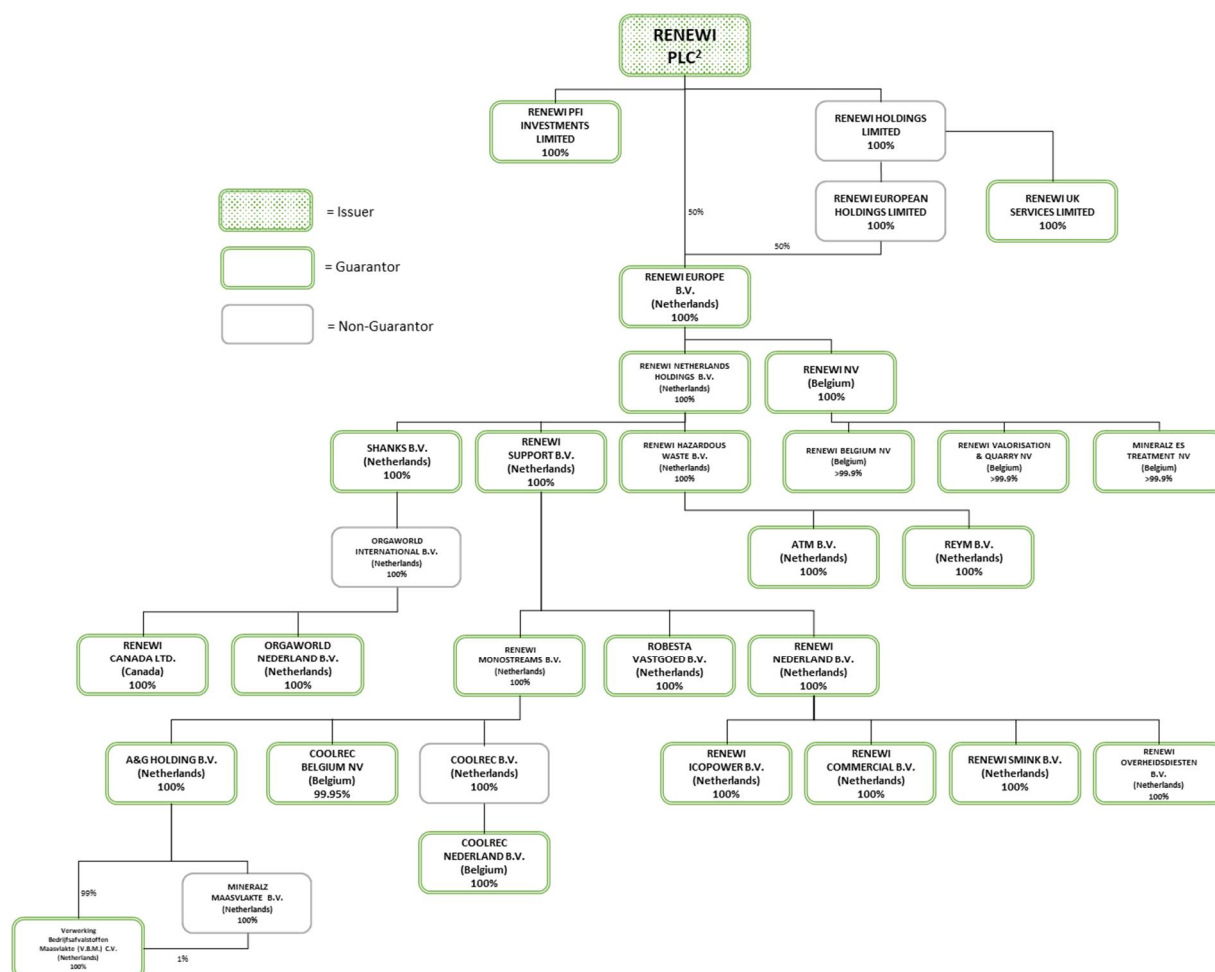 RENEWI
PLC2
RENEWI PFI
INVESTMENTS
LIMITED
100%
RENEWI HOLDINGS
LIMITED
100%
= Issuer
= Guarantor
= Non-Guarantor
RENEWI EUROPEAN
HOLDINGS LIMITED
100%
RENEWI UK
SERVICES LIMITED
100%
50%
50%
RENEWI EUROPE
B.V.
(Netherlands)
100%
RENEWI NETHERLANDS
HOLDINGS B.V.
(Netherlands)
100%
RENEWI NV
(Belgium)
100%
SHANKS B.V.
(Netherlands)
100%
RENEWI
SUPPORT B.V.
(Netherlands)
100%
RENEWI HAZARDOUS
WASTE B.V.
(Netherlands)
100%
RENEWI BELGIUM NV
(Belgium)
>99.9%
RENEWI VALORISATION
& QUARRY NV
(Belgium)
>99.9%
MINERALZ ES
TREATMENT NV
(Belgium)
>99.9%
ORGAWORLD
INTERNATIONAL B.V.
(Netherlands)
100%
ATM B.V.
(Netherlands)
100%
REYM B.V.
(Netherlands)
100%
RENEWI
CANADA LTD.
(Canada)
100%
ORGAWORLD
NEDERLAND B.V.
(Netherlands)
100%
RENEWI
MONOSTREAMS B.V.
(Netherlands)
100%
ROBESTA
VASTGOED B.V.
(Netherlands)
100%
RENEWI
NEDERLAND B.V.
(Netherlands)
100%
A&G HOLDING B.V.
(Netherlands)
100%
COOLREC
BELGIUM NV
(Belgium)
99.95%
COOLREC B.V.
(Netherlands)
100%
RENEWI
ICOPOWER B.V.
(Netherlands)
100%
RENEWI
COMMERCIAL B.V.
(Netherlands)
100%
RENEWI SMINK B.V.
(Netherlands)
100%
RENEWI
OVERHEIDSDIESTEN
B.V.
(Netherlands)
100%
COOLREC
NEDERLAND B.V.
(Belgium)
100%
99%
MINERALZ
MAASVLAKTE B.V.
(Netherlands)
100%
Verwerking
Bedrijfsafvalstoffen
Maasvlakte (V.B.M.) C.V.
(Netherlands)
100%
1%